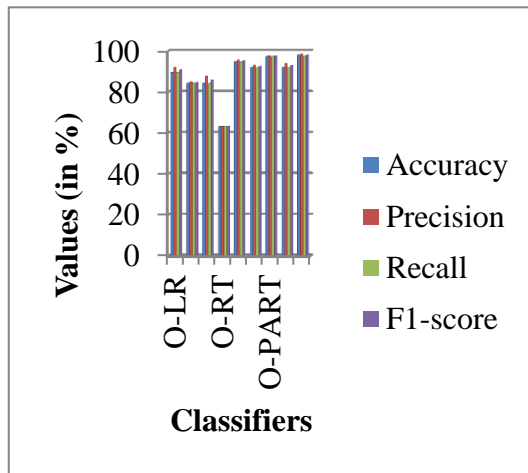 Values (in %)
100
80
60
40
20
0
O-LR
O-RT
O-PART
Classifiers
Accuracy
Precision
Recall
F1-score